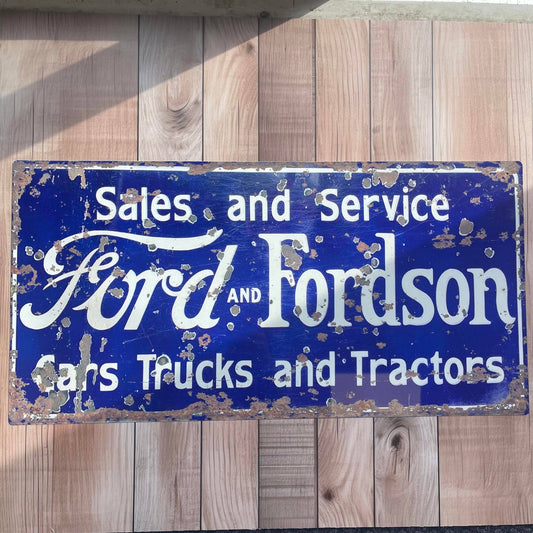 Sales and Service
Ford AND Fordson
Cars Trucks and Tractors